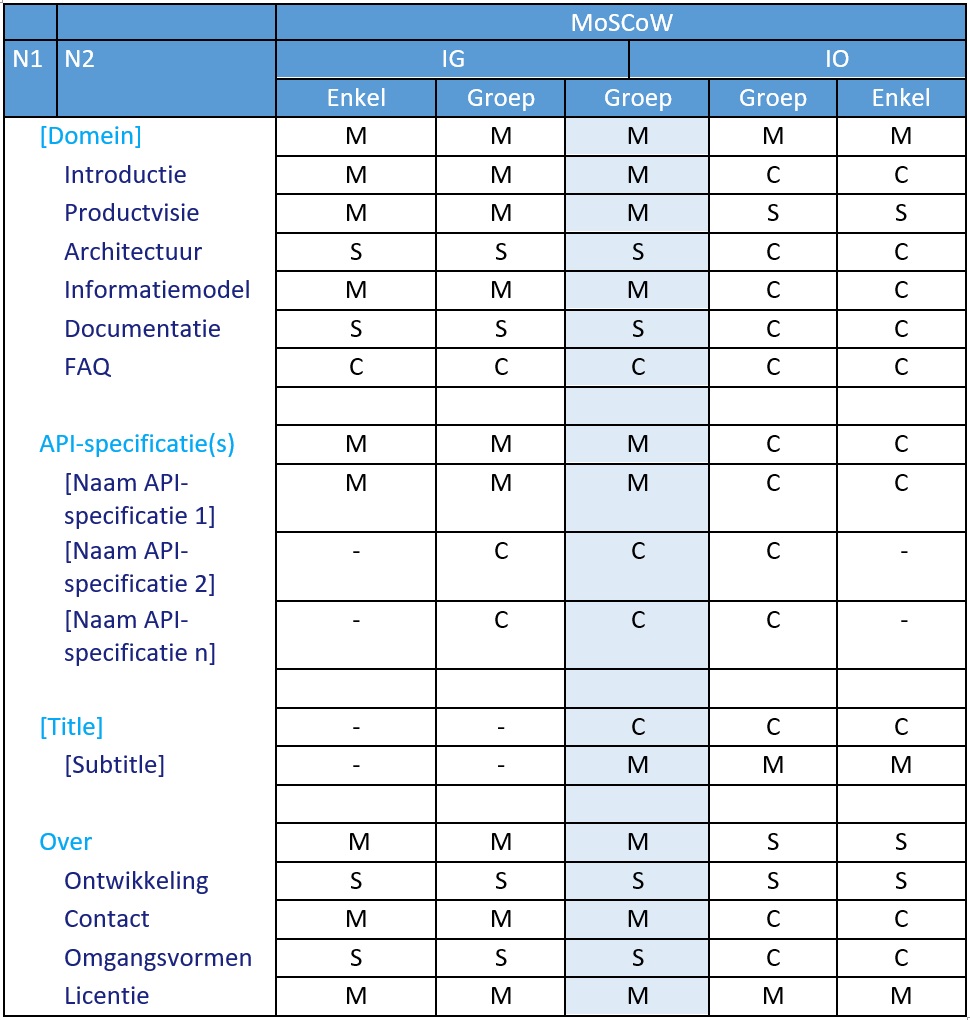 MoSCoW
N1 N2 IG IO
Enkel Groep Groep Groep Enkel
[Domein] M M M M M
Introductie M M M C C
Productvisie M M M S S
Architectuur S S S C C
Informatiemodel M M M C C
Documentatie S S S C C
FAQ C C C C C
API-specificatie(s) M M M C C
[Naam API- M M M C C
specificatie 1]
[Naam API- - C C C -
specificatie 2]
[Naam API- - C C C -
specificatie n]
[Title] - - C C C
[Subtitle] - - M M M
Over M M M S S
Ontwikkeling S S S S S
Contact M M M C C
Omgangsvormen S S S C C
Licentie M M M M M